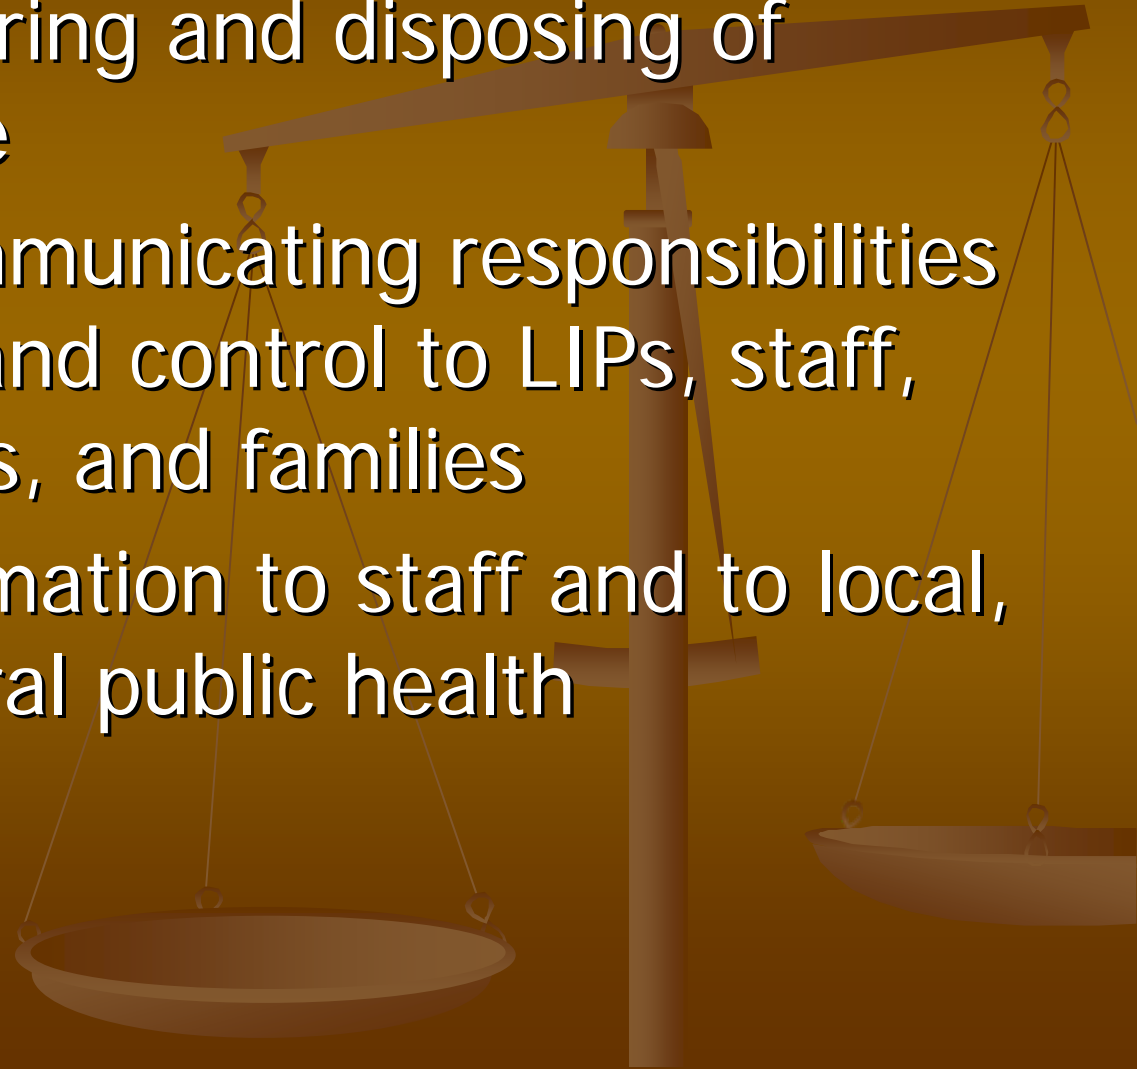 ring and disposing of
e
mmunicating responsibilities
and control to LIPs, staff,
s, and families
mation to staff and to local,
ral public health